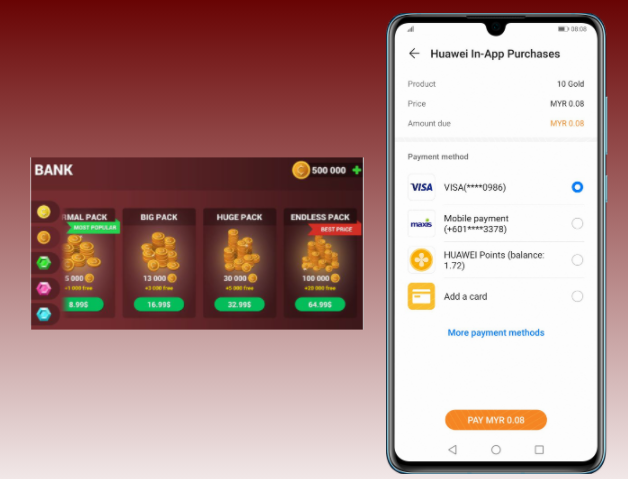 BANK
500 000
MAL PACK
MOST POPULAR
5 000
+1 000 free
8.99$
BIG PACK
13 000
+3 000 free
16.99$
HUGE PACK
30 000
+5 000 free
32.99$
ENDLESS PACK
BEST PRICE
100 000
+20 000 free
64.99$
08:08
Huawei In-App Purchases
Product 10 Gold
Price MYR 0.08
Amount due MYR 0.08
Payment method
VISA VISA(****0986)
maxis Mobile payment
(+601****3378)
HUAWEI Points (balance:
1.72)
Add a card
More payment methods
PAY MYR 0.08